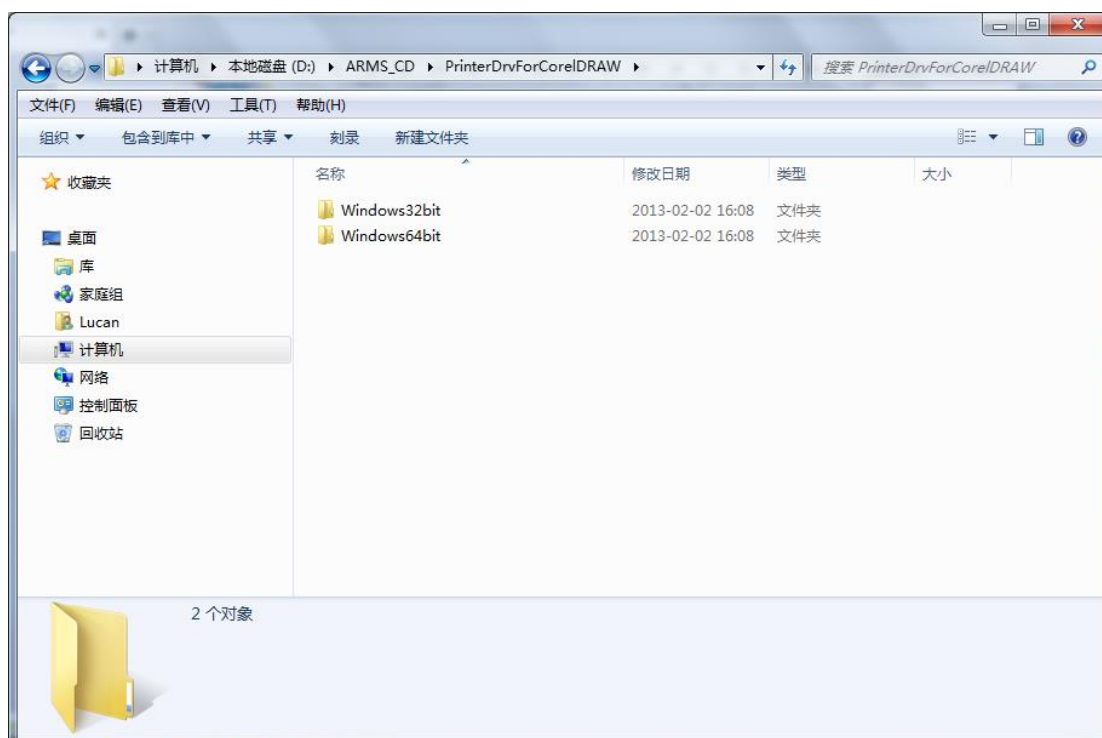 计算机 本地磁盘 (D:) ARMS_CD PrinterDrvForCorelDRAW
搜索 PrinterDrvForCorelDRAW
文件(F) 编辑(E) 查看(V) 工具(T) 帮助(H)
组织 包含到库中 共享 刻录 新建文件夹
收藏夹
桌面
库
家庭组
Lucan
计算机
网络
控制面板
回收站
名称 修改日期 类型 大小
Windows32bit 2013-02-02 16:08 文件夹
Windows64bit 2013-02-02 16:08 文件夹
2 个对象